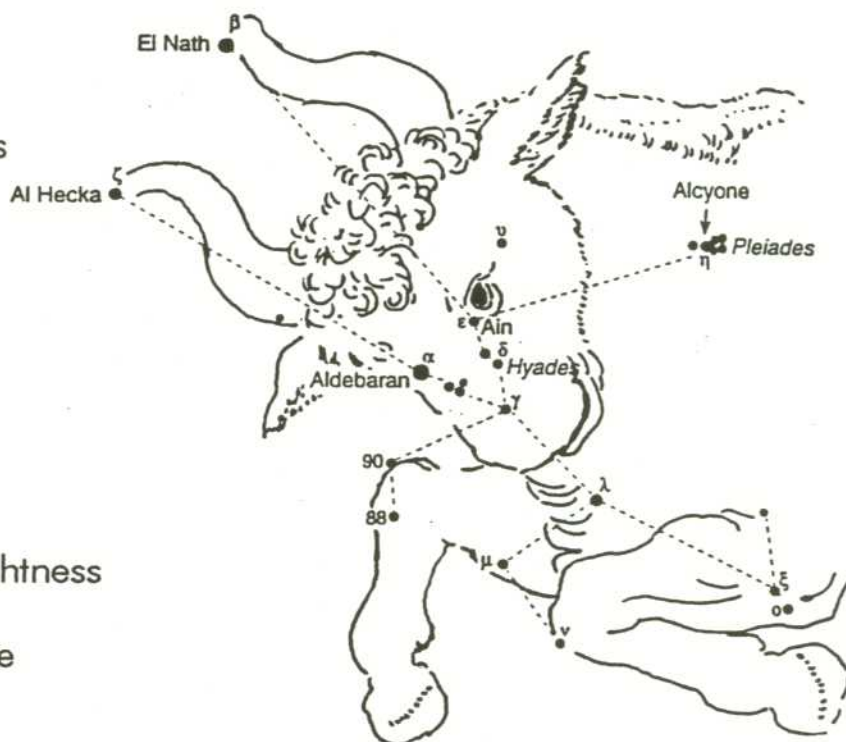 β
El Nath
s
ζ
Al Hecka
Alcyone
υ
η
Pleiades
ε
Ain
δ
Hyades
α
Aldebaran
γ
90
λ
88
htness
μ
ξ
o
e
ν